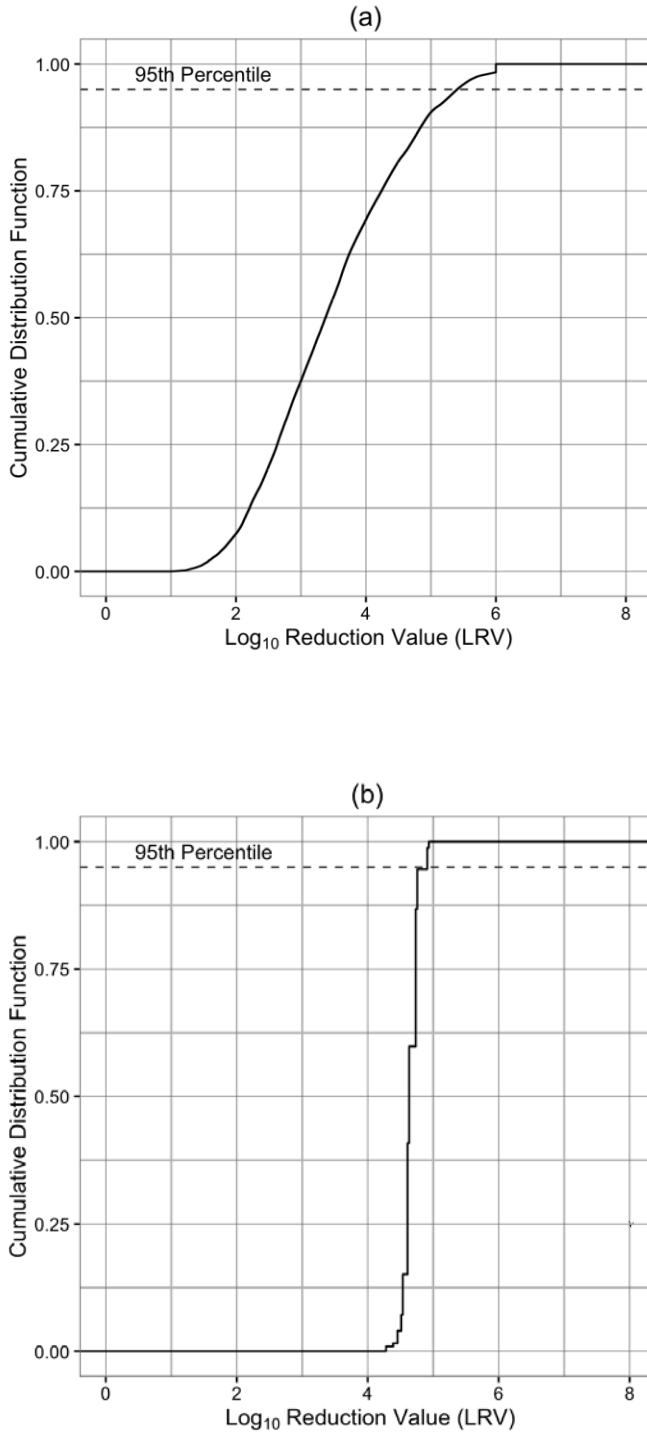 (a)
1.00
95th Percentile
0.75
0.50
0.25
0.00
Cumulative Distribution Function
0 2 4 6 8
Log₁₀ Reduction Value (LRV)
(b)
1.00
95th Percentile
0.75
0.50
0.25
0.00
Cumulative Distribution Function
0 2 4 6 8
Log₁₀ Reduction Value (LRV)